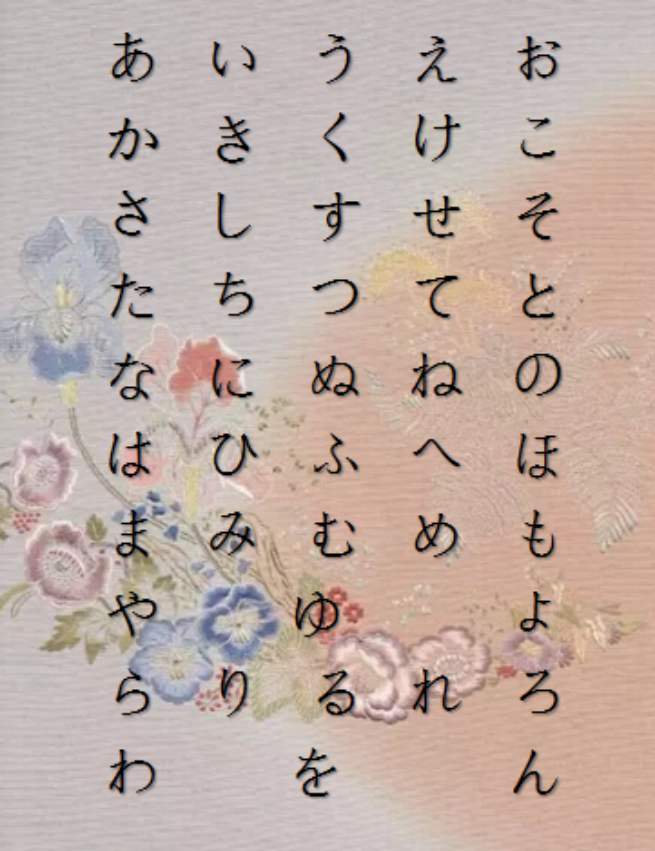 あ い う え お
か き く け こ
さ し す せ そ
た ち つ て と
な に ぬ ね の
は ひ ふ へ ほ
ま み む め も
や ゆ よ
ら り る れ ろ
わ を ん